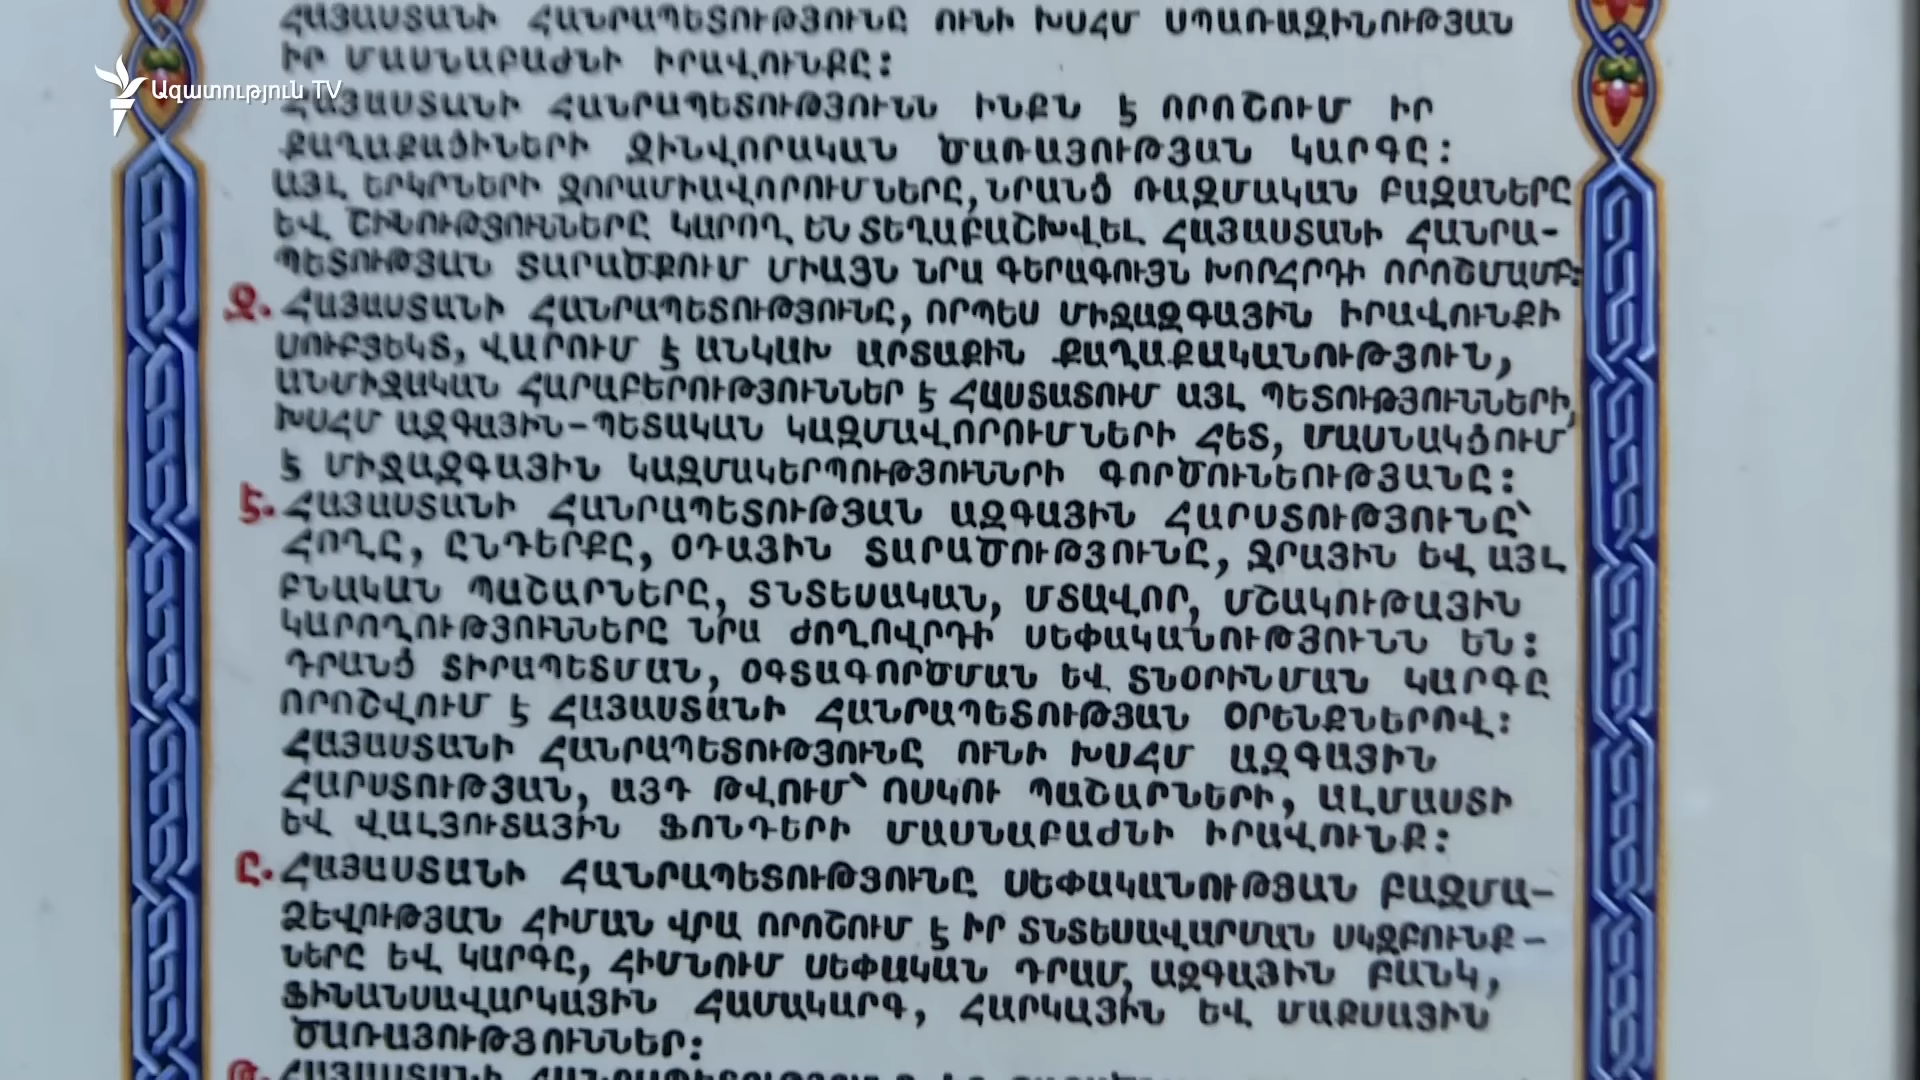 ՀԱՅԱՍՏԱՆԻ ՀԱՆՐԱՊԵՏՈՒԹՅՈՒՆԸ ՈՒՆԻ ԽՍՀՄ ՍՊԱՌԱԶԻՆՈՒԹՅԱՆ
ԻՐ ՄԱՍՆԱԲԱԺՆԻ ԻՐԱՎՈՒՆՔԸ:
Ազատություն TV
ՀԱՅԱՍՏԱՆԻ ՀԱՆՐԱՊԵՏՈՒԹՅՈՒՆՆ ԻՆՔՆ Է ՈՐՈՇՈՒՄ ԻՐ
ՔԱՂԱՔԱՑԻՆԵՐԻ ԶԻՆՎՈՐԱԿԱՆ ԾԱՌԱՅՈՒԹՅԱՆ ԿԱՐԳԸ:
ԱՅԼ ԵՐԿՐՆԵՐԻ ԶՈՐԱՄԻԱՎՈՐՈՒՄՆԵՐԸ, ՆՐԱՆՑ ՌԱԶՄԱԿԱՆ ԲԱԶԱՆԵՐԸ
ԵՎ ՇԻՆՈՒԹՅՈՒՆՆԵՐԸ ԿԱՐՈՂ ԵՆ ՏԵՂԱԲԱՇԽՎԵԼ ՀԱՅԱՍՏԱՆԻ ՀԱՆՐԱ-
ՊԵՏՈՒԹՅԱՆ ՏԱՐԱԾՔՈՒՄ ՄԻԱՅՆ ՆՐԱ ԳԵՐԱԳՈՒՅՆ ԽՈՐՀՐԴԻ ՈՐՈՇՄԱՄԲ:
Զ. ՀԱՅԱՍՏԱՆԻ ՀԱՆՐԱՊԵՏՈՒԹՅՈՒՆԸ, ՈՐՊԵՍ ՄԻՋԱԶԳԱՅԻՆ ԻՐԱՎՈՒՆՔԻ
ՍՈՒԲՅԵԿՏ, ՎԱՐՈՒՄ Է ԱՆԿԱԽ ԱՐՏԱՔԻՆ ՔԱՂԱՔԱԿԱՆՈՒԹՅՈՒՆ,
ԱՆՄԻՋԱԿԱՆ ՀԱՐԱԲԵՐՈՒԹՅՈՒՆՆԵՐ Է ՀԱՍՏԱՏՈՒՄ ԱՅԼ ՊԵՏՈՒԹՅՈՒՆՆԵՐԻ,
ԽՍՀՄ ԱԶԳԱՅԻՆ-ՊԵՏԱԿԱՆ ԿԱԶՄԱՎՈՐՈՒՄՆԵՐԻ ՀԵՏ, ՄԱՍՆԱԿՑՈՒՄ
Է ՄԻՋԱԶԳԱՅԻՆ ԿԱԶՄԱԿԵՐՊՈՒԹՅՈՒՆՆՐԻ ԳՈՐԾՈՒՆԵՈՒԹՅԱՆԸ:
Է. ՀԱՅԱՍՏԱՆԻ ՀԱՆՐԱՊԵՏՈՒԹՅԱՆ ԱԶԳԱՅԻՆ ՀԱՐՍՏՈՒԹՅՈՒՆԸ՝
ՀՈՂԸ, ԸՆԴԵՐՔԸ, ՕԴԱՅԻՆ ՏԱՐԱԾՈՒԹՅՈՒՆԸ, ՋՐԱՅԻՆ ԵՎ ԱՅԼ
ԲՆԱԿԱՆ ՊԱՇԱՐՆԵՐԸ, ՏՆՏԵՍԱԿԱՆ, ՄՏԱՎՈՐ, ՄՇԱԿՈՒԹԱՅԻՆ
ԿԱՐՈՂՈՒԹՅՈՒՆՆԵՐԸ ՆՐԱ ԺՈՂՈՎՐԴԻ ՍԵՓԱԿԱՆՈՒԹՅՈՒՆՆ ԵՆ:
ԴՐԱՆՑ ՏԻՐԱՊԵՏՄԱՆ, ՕԳՏԱԳՈՐԾՄԱՆ ԵՎ ՏՆՕՐԻՆՄԱՆ ԿԱՐԳԸ
ՈՐՈՇՎՈՒՄ Է ՀԱՅԱՍՏԱՆԻ ՀԱՆՐԱՊԵՏՈՒԹՅԱՆ ՕՐԵՆՔՆԵՐՈՎ:
ՀԱՅԱՍՏԱՆԻ ՀԱՆՐԱՊԵՏՈՒԹՅՈՒՆԸ ՈՒՆԻ ԽՍՀՄ ԱԶԳԱՅԻՆ
ՀԱՐՍՏՈՒԹՅԱՆ, ԱՅԴ ԹՎՈՒՄ՝ ՈՍԿՈՒ ՊԱՇԱՐՆԵՐԻ, ԱԼՄԱՍՏԻ
ԵՎ ՎԱԼՅՈՒՏԱՅԻՆ ՖՈՆԴԵՐԻ ՄԱՍՆԱԲԱԺՆԻ ԻՐԱՎՈՒՆՔ:
Ը. ՀԱՅԱՍՏԱՆԻ ՀԱՆՐԱՊԵՏՈՒԹՅՈՒՆԸ ՍԵՓԱԿԱՆՈՒԹՅԱՆ ԲԱԶՄԱ-
ՁԵՎՈՒԹՅԱՆ ՀԻՄԱՆ ՎՐԱ ՈՐՈՇՈՒՄ Է ԻՐ ՏՆՏԵՍԱՎԱՐՄԱՆ ՍԿԶԲՈՒՆՔ-
ՆԵՐԸ ԵՎ ԿԱՐԳԸ, ՀԻՄՆՈՒՄ ՍԵՓԱԿԱՆ ԴՐԱՄ, ԱԶԳԱՅԻՆ ԲԱՆԿ,
ՖԻՆԱՆՍԱՎԱՐԿԱՅԻՆ ՀԱՄԱԿԱՐԳ, ՀԱՐԿԱՅԻՆ ԵՎ ՄԱՔՍԱՅԻՆ
ԾԱՌԱՅՈՒԹՅՈՒՆՆԵՐ:
Թ. ՀԱՅԱՍՏԱՆԻ ՀԱՆՐԱՊԵՏՈՒԹՅՈՒՆԸ